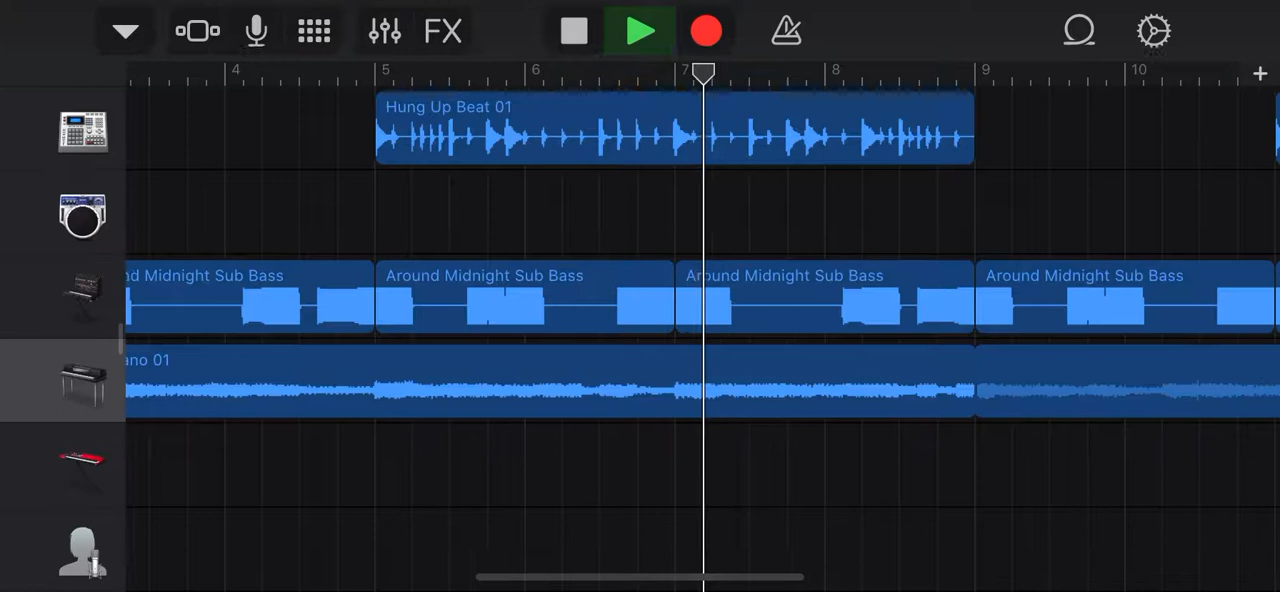 FX
4 5 6 7 8 9 10 +
Hung Up Beat 01
nd Midnight Sub Bass
Around Midnight Sub Bass
Around Midnight Sub Bass
Around Midnight Sub Bass
ano 01